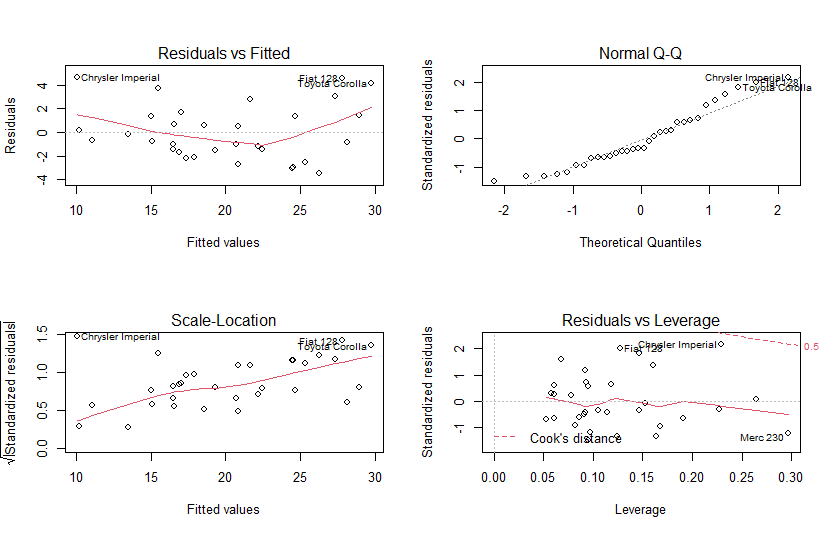 Residuals vs Fitted
Residuals
4
2
0
-2
-4
Chrysler Imperial
Fiat 128
Toyota Corolla
10 15 20 25 30
Fitted values
Normal Q-Q
Standardized residuals
2
1
0
-1
Chrysler Imperial
Fiat 128
Toyota Corolla
-2 -1 0 1 2
Theoretical Quantiles
Scale-Location
√|Standardized residuals|
1.5
1.0
0.5
0.0
Chrysler Imperial
Fiat 128
Toyota Corolla
10 15 20 25 30
Fitted values
Residuals vs Leverage
Standardized residuals
2
1
0
-1
Fiat 128
Chrysler Imperial
0.5
Merc 230
Cook's distance
0.00 0.05 0.10 0.15 0.20 0.25 0.30
Leverage